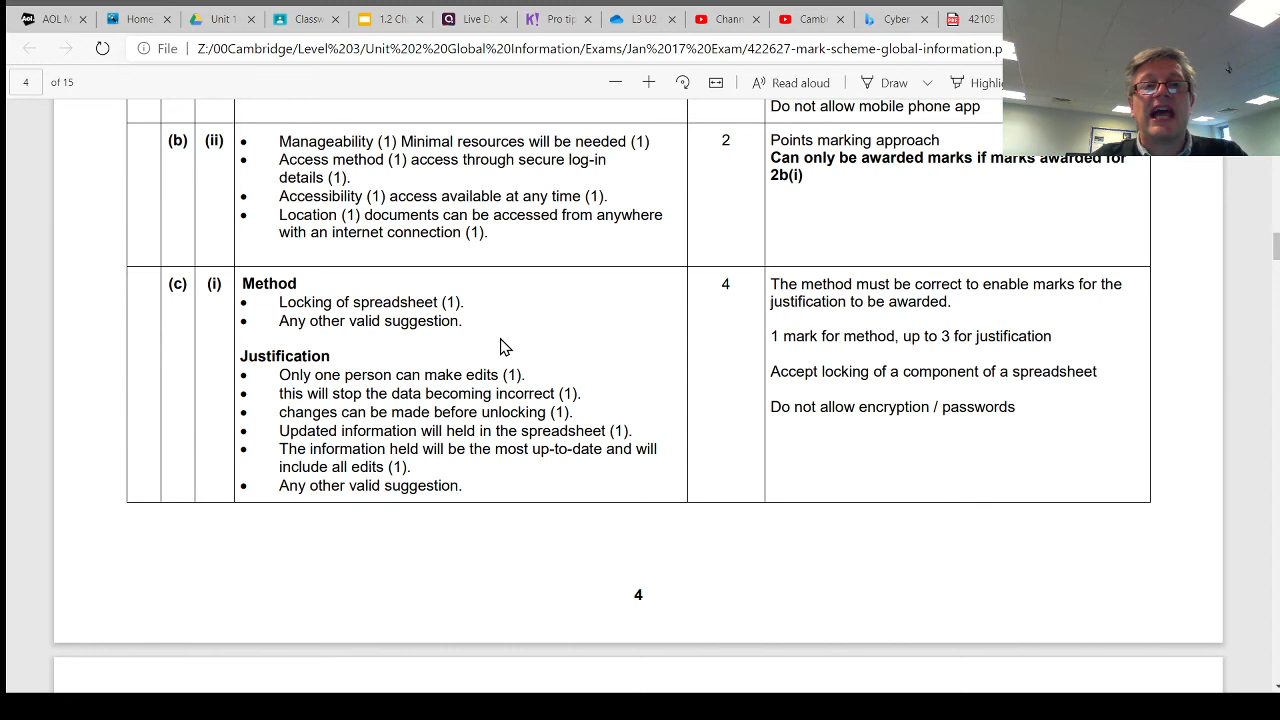 AOL M
Home
Unit 1
Classw
1.2 Ch
Live D
Pro tip
L3 U2
Chann
Camb
Cyber
42105
File
Z:/00Cambridge/Level%203/Unit%202%20Global%20Information/Exams/Jan%2017%20Exam/422627-mark-scheme-global-information.p
4 of 15
Read aloud
Draw
Highli
Do not allow mobile phone app
(b) (ii)
• Manageability (1) Minimal resources will be needed (1)
• Access method (1) access through secure log-in
details (1).
• Accessibility (1) access available at any time (1).
• Location (1) documents can be accessed from anywhere
with an internet connection (1).
2
Points marking approach
Can only be awarded marks if marks awarded for
2b(i)
(c) (i)
Method
• Locking of spreadsheet (1).
• Any other valid suggestion.
Justification
• Only one person can make edits (1).
• this will stop the data becoming incorrect (1).
• changes can be made before unlocking (1).
• Updated information will held in the spreadsheet (1).
• The information held will be the most up-to-date and will
include all edits (1).
• Any other valid suggestion.
4
The method must be correct to enable marks for the
justification to be awarded.
1 mark for method, up to 3 for justification
Accept locking of a component of a spreadsheet
Do not allow encryption / passwords
4